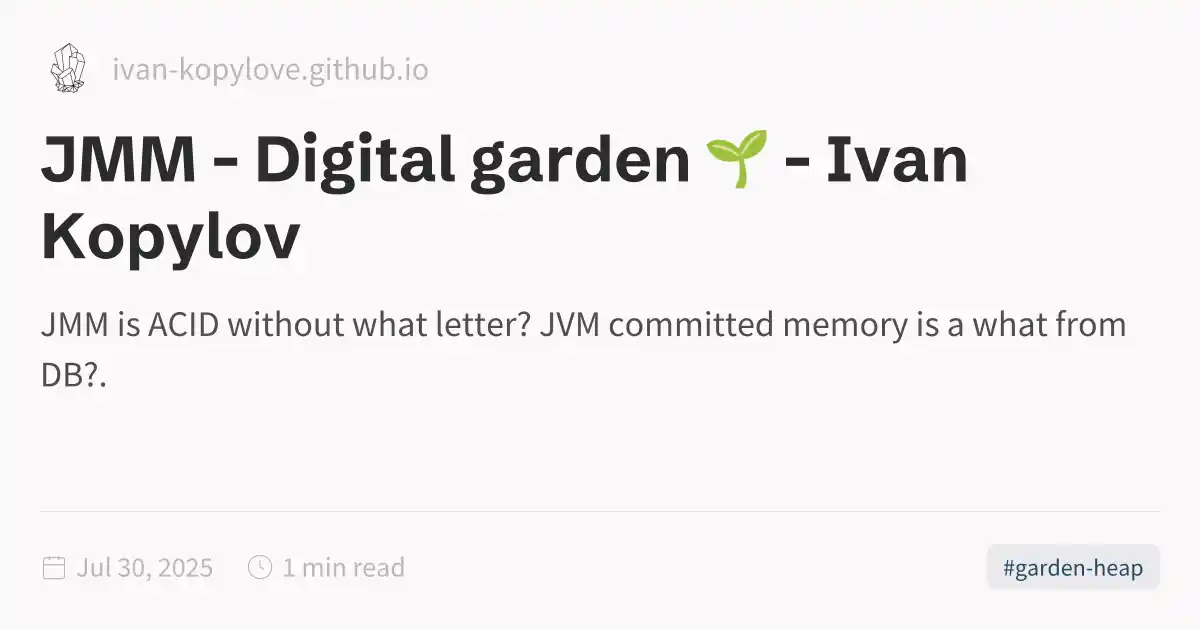 ivan-kopylove.github.io
JMM - Digital garden 🌱 - Ivan
Kopylov
JMM is ACID without what letter? JVM committed memory is a what from
DB?.
Jul 30, 2025 1 min read #garden-heap